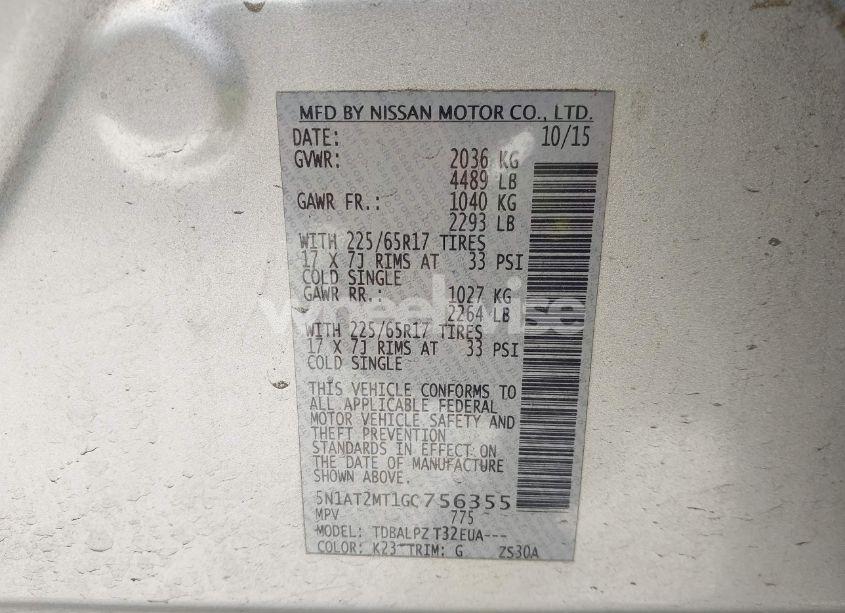 MFD BY NISSAN MOTOR CO., LTD.
DATE: 10/15
GVWR: 2036 KG
4489 LB
GAWR FR.: 1040 KG
2293 LB
WITH 225/65R17 TIRES
17 X 7J RIMS AT 33 PSI
COLD SINGLE
GAWR RR.: 1027 KG
2264 LB
WITH 225/65R17 TIRES
17 X 7J RIMS AT 33 PSI
COLD SINGLE
THIS VEHICLE CONFORMS TO
ALL APPLICABLE FEDERAL
MOTOR VEHICLE SAFETY AND
THEFT PREVENTION
STANDARDS IN EFFECT ON
THE DATE OF MANUFACTURE
SHOWN ABOVE.
5N1AT2MT1GC756355
MPV 775
MODEL: TDBALPZ T32EUA---
COLOR: K23 TRIM: G ZS30A
wheelwise